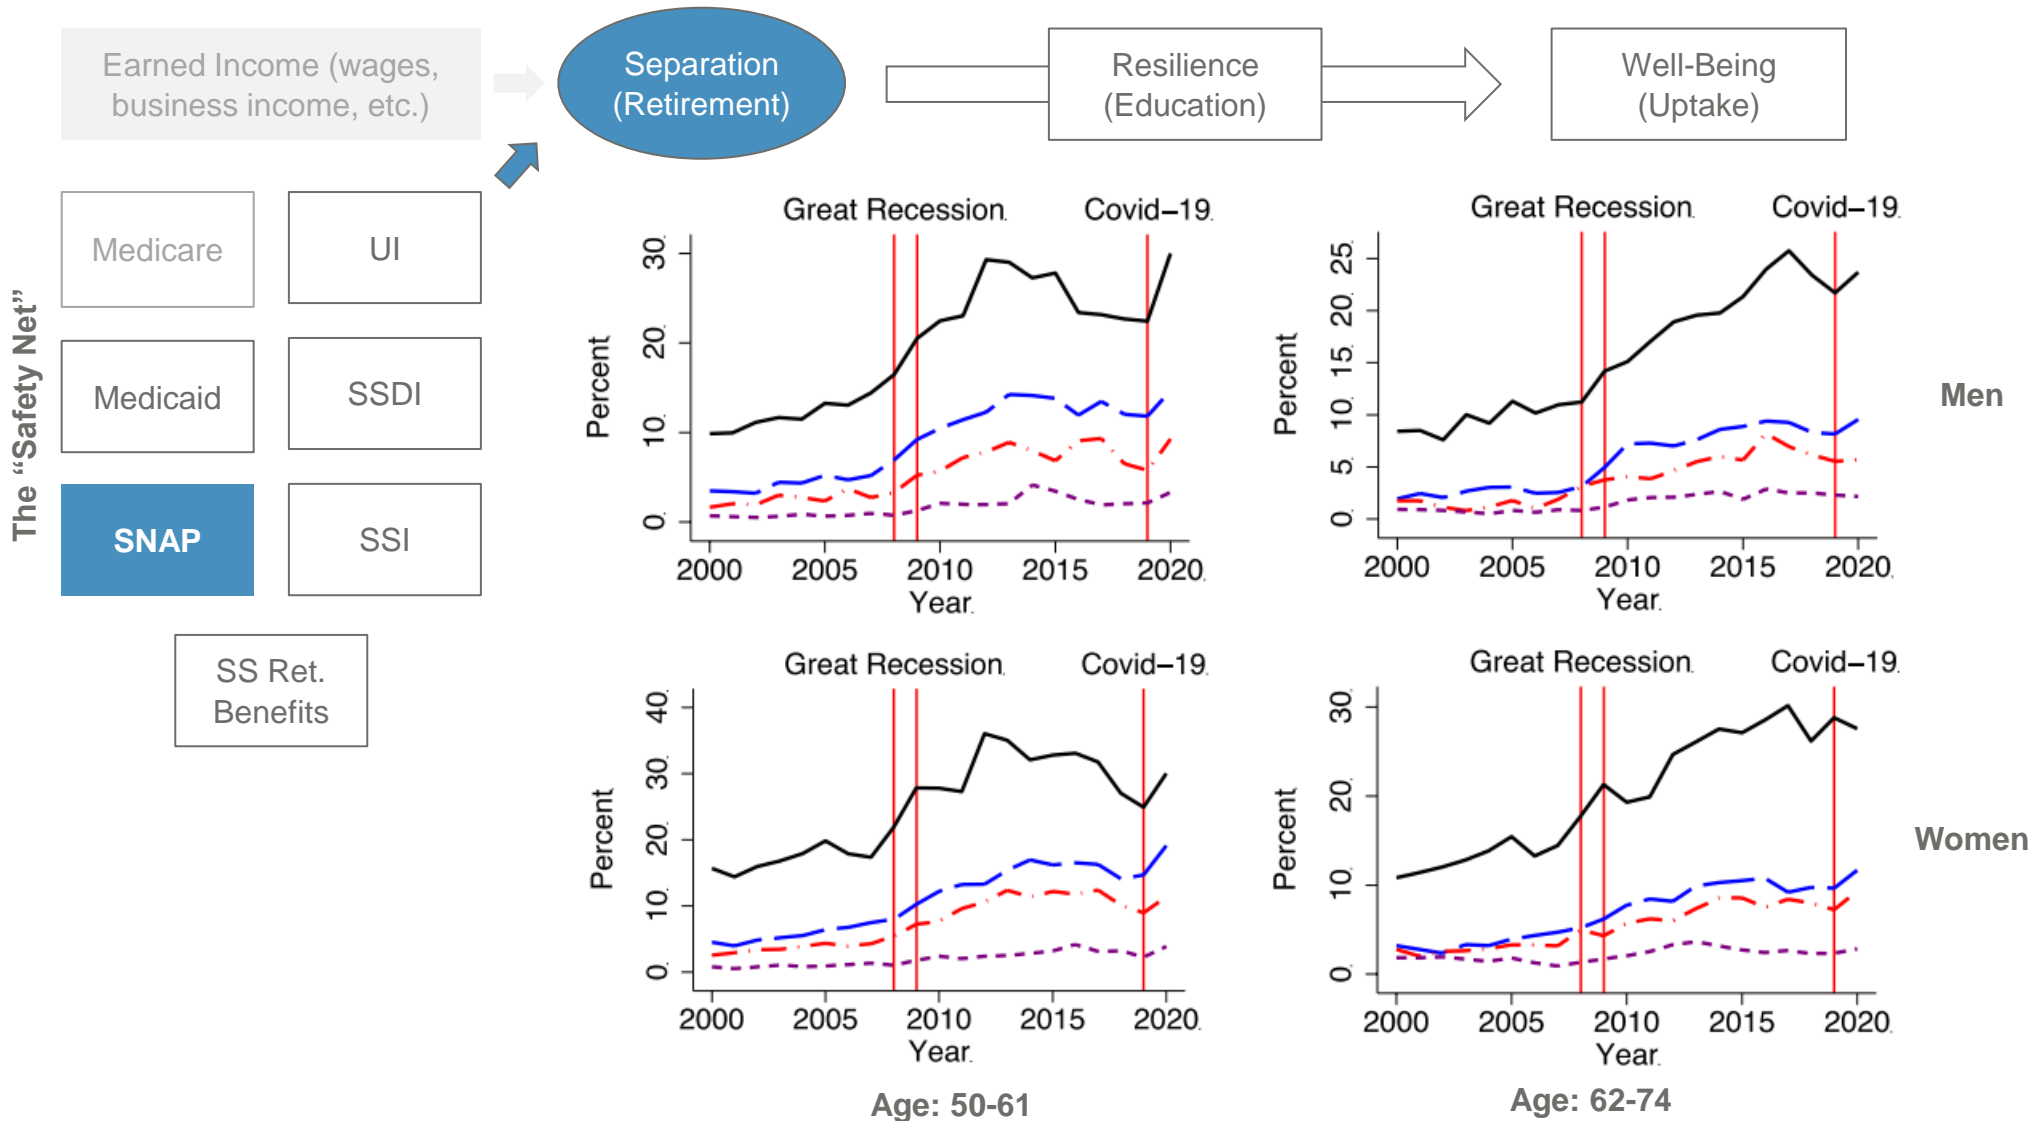 Earned Income (wages,
business income, etc.)
Separation
(Retirement)
Resilience
(Education)
Well-Being
(Uptake)
The “Safety Net”
Medicare
UI
Medicaid
SSDI
SNAP
SSI
SS Ret.
Benefits
Great Recession.
Covid–19.
Percent
0.
10.
20.
30.
2000
2005
2010
2015
2020.
Year.
Great Recession.
Covid–19.
Percent
0.
5.
10.
15.
20.
25.
2000
2005
2010
2015
2020.
Year.
Men
Great Recession.
Covid–19.
Percent
0.
10.
20.
30.
40.
2000
2005
2010
2015
2020.
Year.
Great Recession.
Covid–19.
Percent
0.
10.
20.
30.
2000
2005
2010
2015
2020.
Year.
Women
Age: 50-61
Age: 62-74